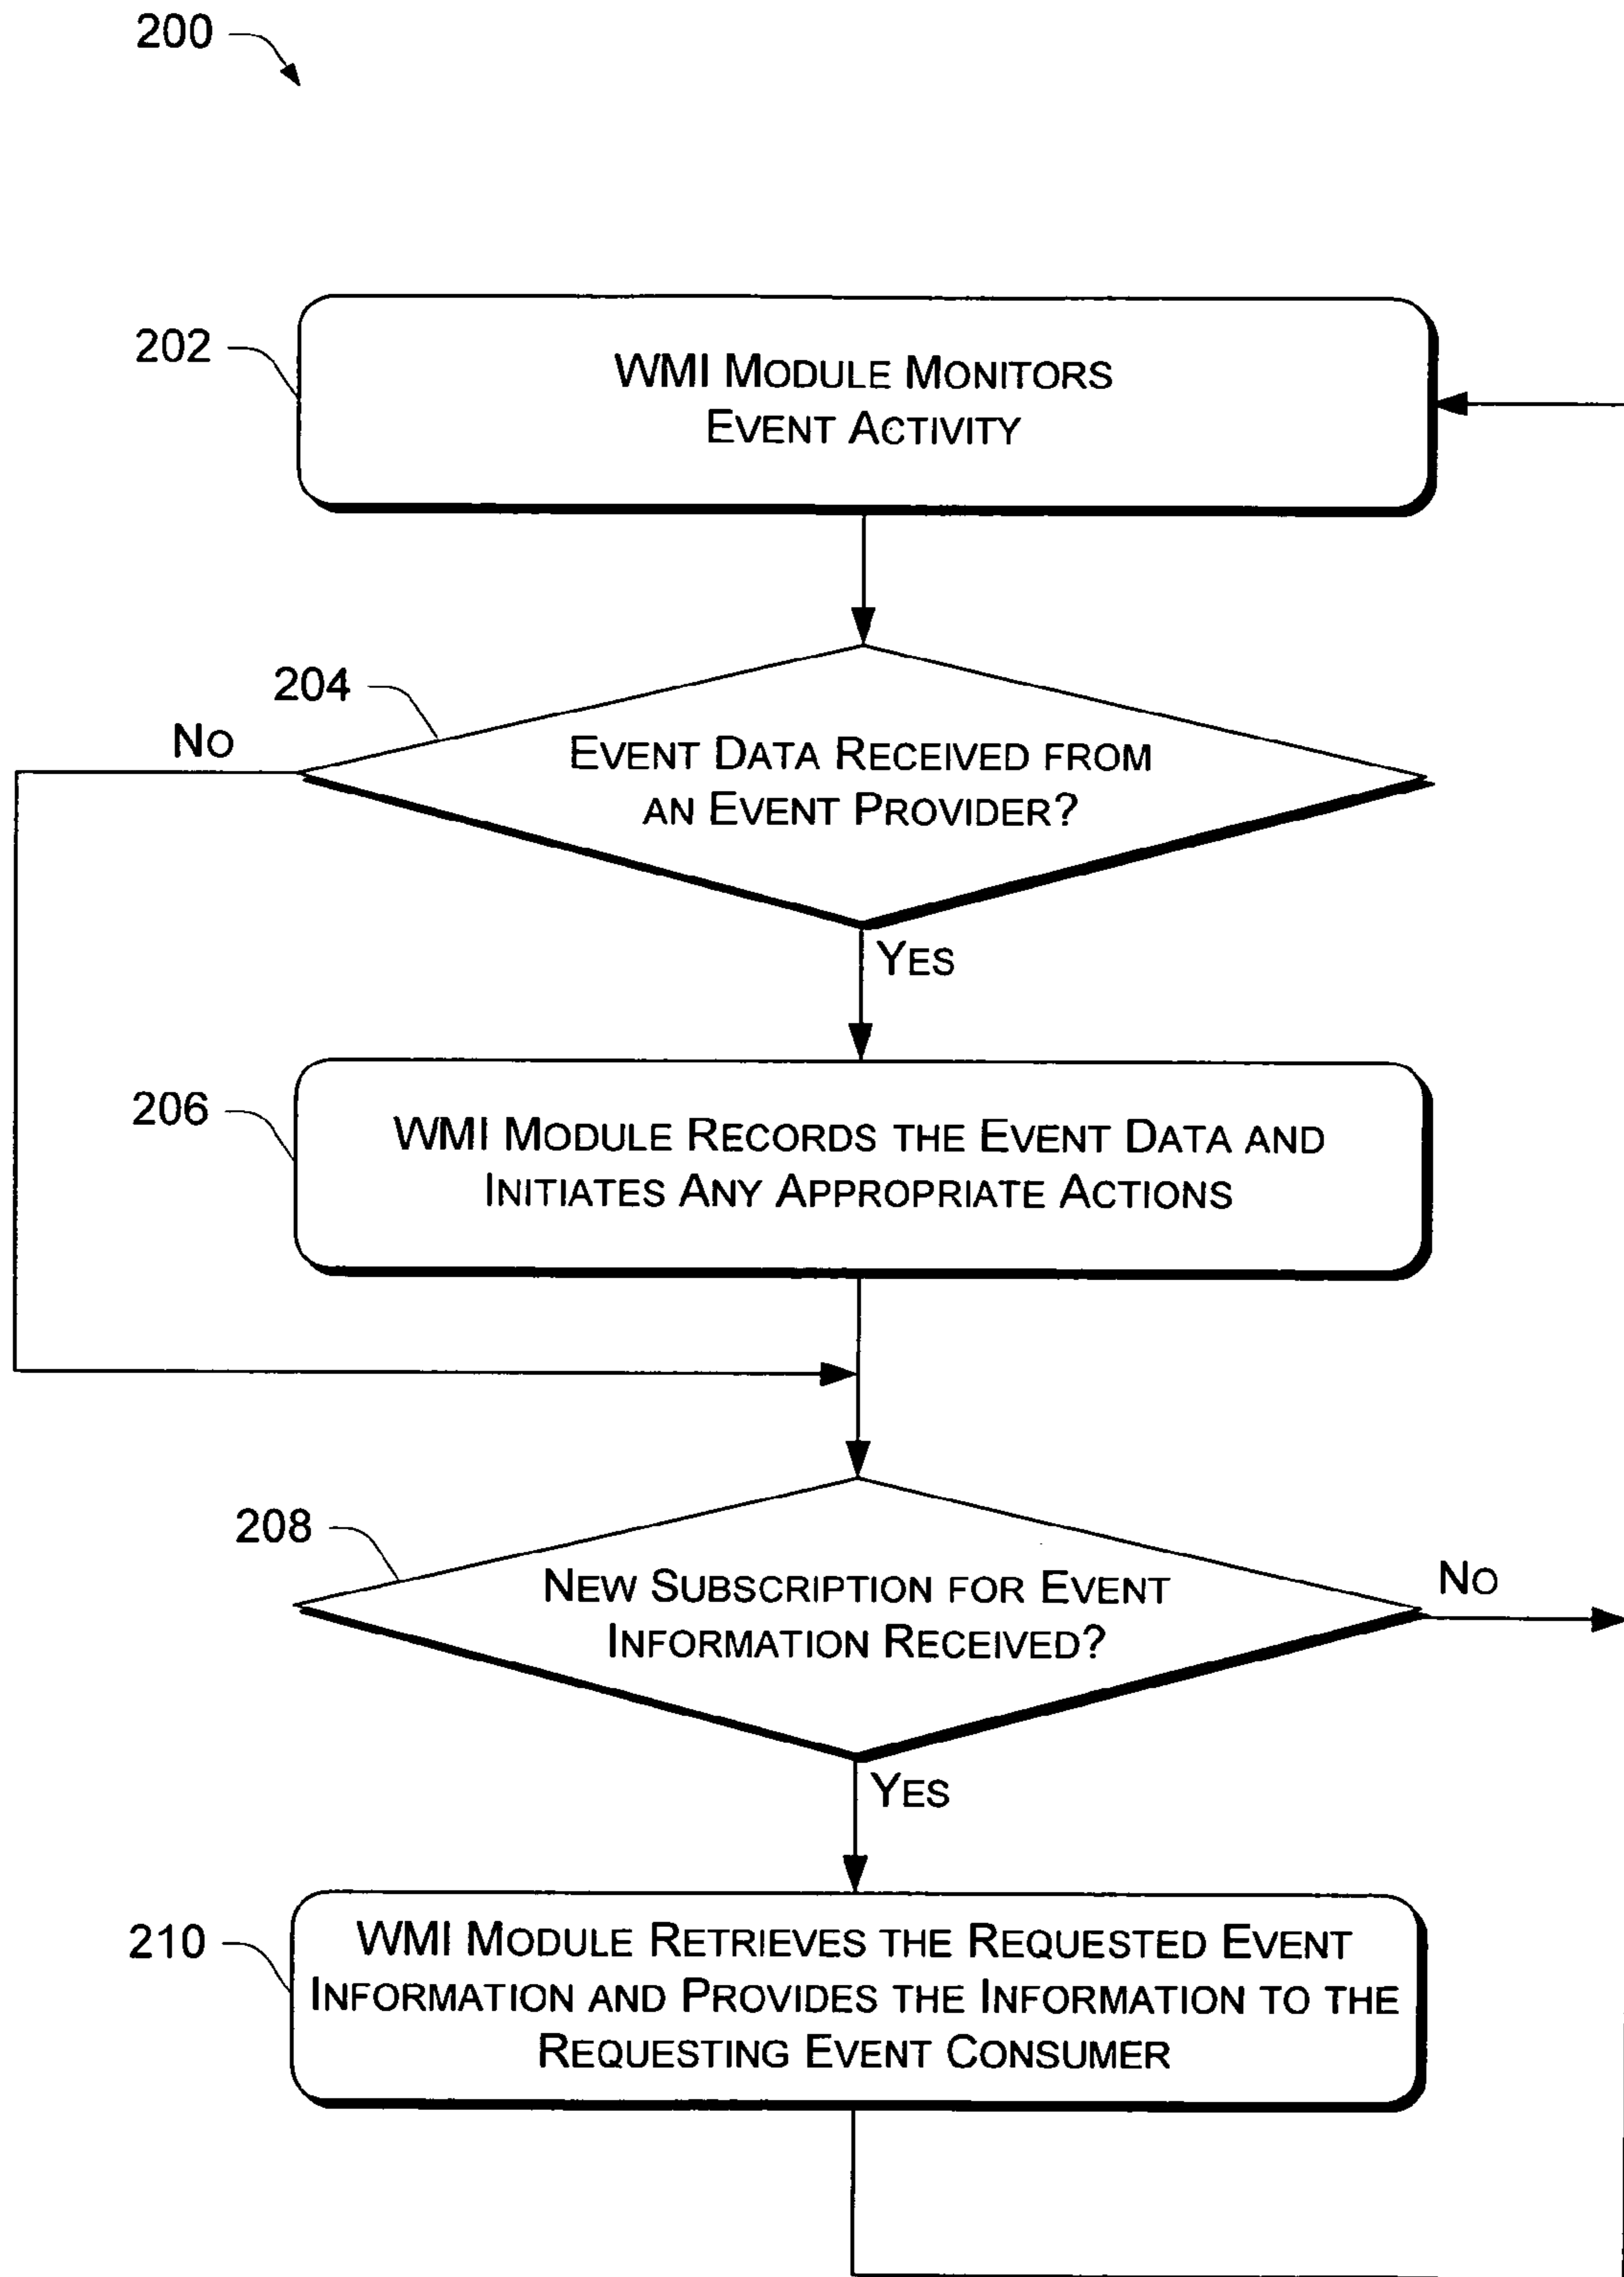 200
202
WMI MODULE MONITORS
EVENT ACTIVITY
204
NO
EVENT DATA RECEIVED FROM
AN EVENT PROVIDER?
YES
206
WMI MODULE RECORDS THE EVENT DATA AND
INITIATES ANY APPROPRIATE ACTIONS
208
NEW SUBSCRIPTION FOR EVENT
INFORMATION RECEIVED?
NO
YES
210
WMI MODULE RETRIEVES THE REQUESTED EVENT
INFORMATION AND PROVIDES THE INFORMATION TO THE
REQUESTING EVENT CONSUMER